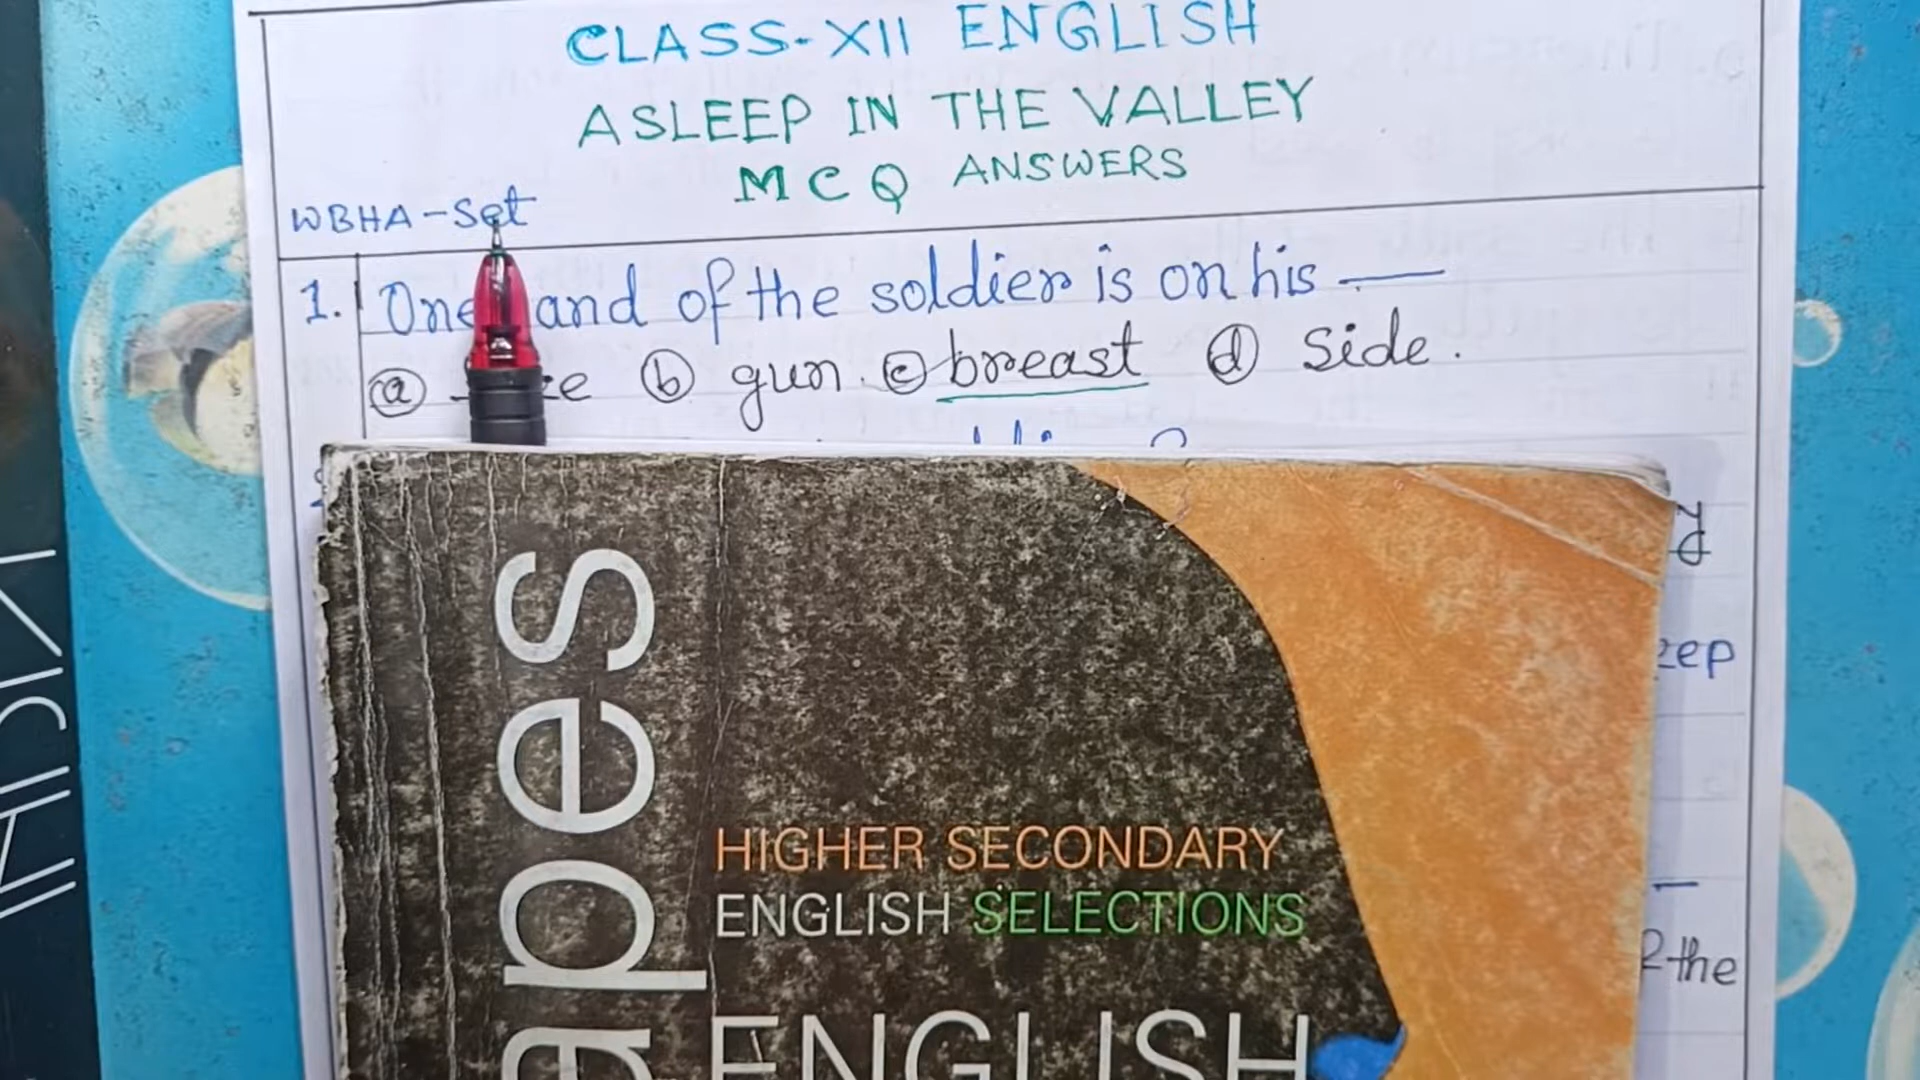 CLASS-XII ENGLISH
ASLEEP IN THE VALLEY
MCQ ANSWERS
WBHA-Set
1. One and of the soldier is on his —
(a) (b) gun. (c) breast (d) side.
eep
the
apes
HIGHER SECONDARY
ENGLISH SELECTIONS
ENGLISH